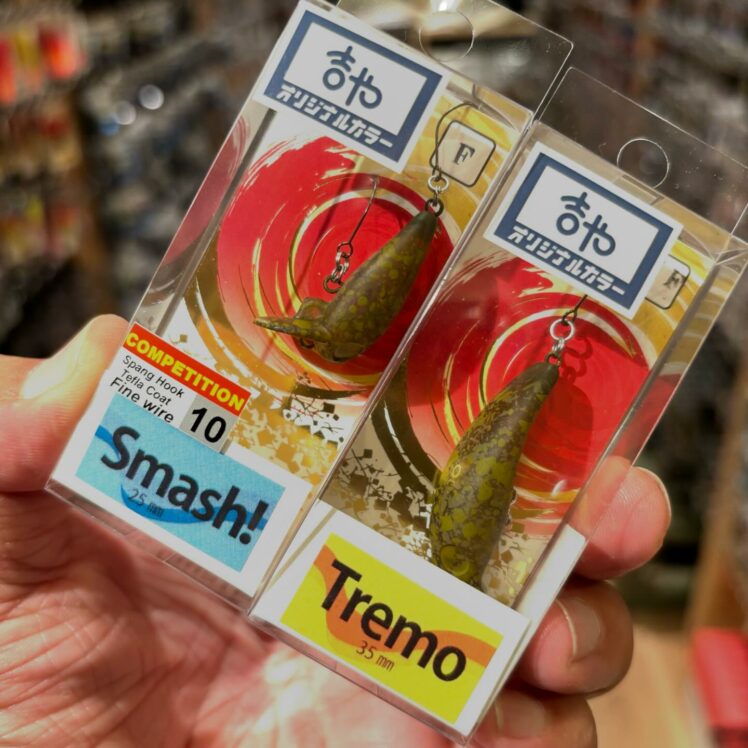 吉や
オリジナルカラー
F
COMPETITION
Spang Hook
Tefla Coat
Fine wire
10
Smash!
25 mm
吉や
オリジナルカラー
F
Tremo
35 mm